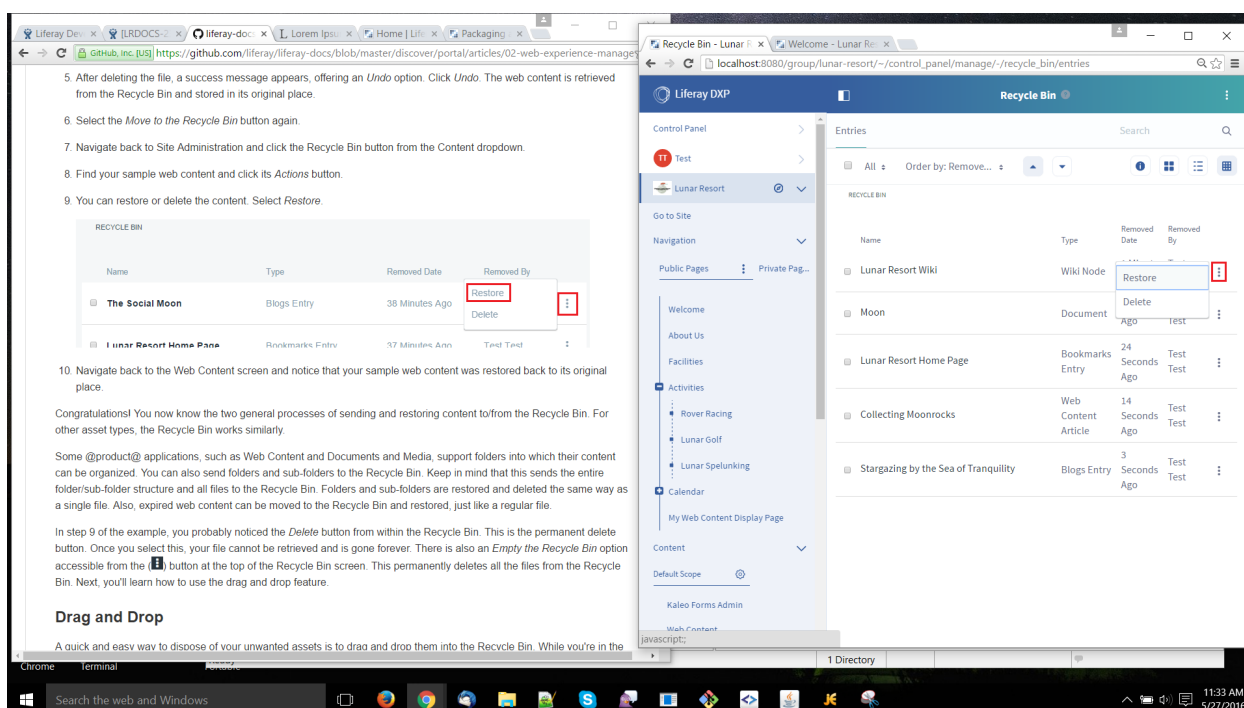 Liferay Dev
[LRDOCS-2
liferay-docs
Lorem Ipsu
Home | Life
Packaging
GitHub, Inc. [US] https://github.com/liferay/liferay-docs/blob/master/discover/portal/articles/02-web-experience-manage
5. After deleting the file, a success message appears, offering an Undo option. Click Undo. The web content is retrieved
from the Recycle Bin and stored in its original place.
6. Select the Move to the Recycle Bin button again.
7. Navigate back to Site Administration and click the Recycle Bin button from the Content dropdown.
8. Find your sample web content and click its Actions button.
9. You can restore or delete the content. Select Restore.
RECYCLE BIN
Name Type Removed Date Removed By
The Social Moon Blogs Entry 38 Minutes Ago
Restore
Delete
Lunar Resort Home Page Bookmarks Entry 37 Minutes Ago Test Test
10. Navigate back to the Web Content screen and notice that your sample web content was restored back to its original
place.
Congratulations! You now know the two general processes of sending and restoring content to/from the Recycle Bin. For
other asset types, the Recycle Bin works similarly.
Some @product@ applications, such as Web Content and Documents and Media, support folders into which their content
can be organized. You can also send folders and sub-folders to the Recycle Bin. Keep in mind that this sends the entire
folder/sub-folder structure and all files to the Recycle Bin. Folders and sub-folders are restored and deleted the same way as
a single file. Also, expired web content can be moved to the Recycle Bin and restored, just like a regular file.
In step 9 of the example, you probably noticed the Delete button from within the Recycle Bin. This is the permanent delete
button. Once you select this, your file cannot be retrieved and is gone forever. There is also an Empty the Recycle Bin option
accessible from the ( ) button at the top of the Recycle Bin screen. This permanently deletes all the files from the Recycle
Bin. Next, you'll learn how to use the drag and drop feature.
Drag and Drop
A quick and easy way to dispose of your unwanted assets is to drag and drop them into the Recycle Bin. While you're in the
Recycle Bin - Lunar R
Welcome - Lunar Res
localhost:8080/group/lunar-resort/~/control_panel/manage/-/recycle_bin/entries
Liferay DXP
Recycle Bin
Control Panel
TT Test
Lunar Resort
Go to Site
Navigation
Public Pages Private Pag...
Welcome
About Us
Facilities
Activities
Rover Racing
Lunar Golf
Lunar Spelunking
Calendar
My Web Content Display Page
Content
Default Scope
Kaleo Forms Admin
Web Content
javascript:;
Entries Search
All Order by: Remove...
RECYCLE BIN
Name Type Removed Date Removed By
Lunar Resort Wiki Wiki Node
Restore
Delete
Moon Document Ago Test
Lunar Resort Home Page Bookmarks Entry 24 Seconds Ago Test Test
Collecting Moonrocks Web Content Article 14 Seconds Ago Test Test
Stargazing by the Sea of Tranquility Blogs Entry 3 Seconds Ago Test Test
Chrome Terminal
1 Directory
Search the web and Windows
11:33 AM
5/27/2016